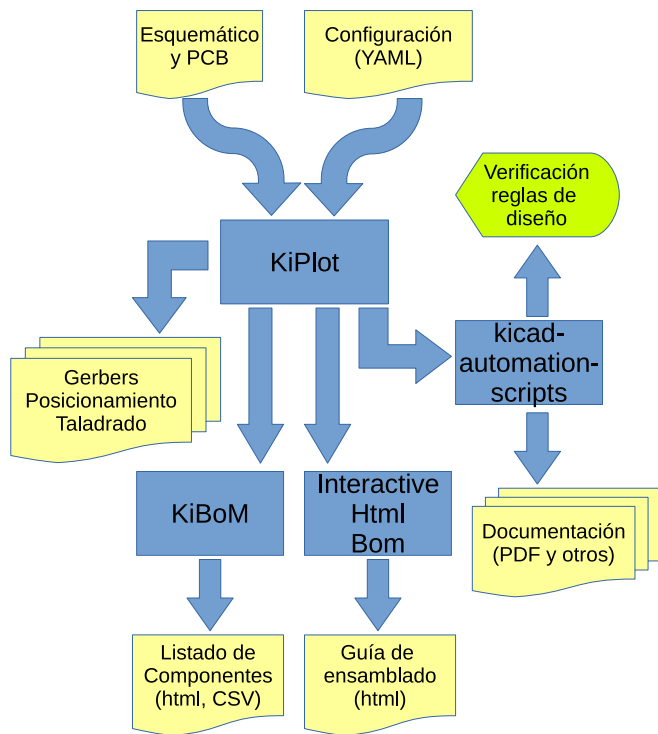 Esquemático
y PCB
Configuración
(YAML)
Verificación
reglas de
diseño
KiPlot
kicad-
automation-
scripts
Gerbers
Posicionamiento
Taladrado
KiBoM
Interactive
Html
Bom
Documentación
(PDF y otros)
Listado de
Componentes
(html, CSV)
Guía de
ensamblado
(html)